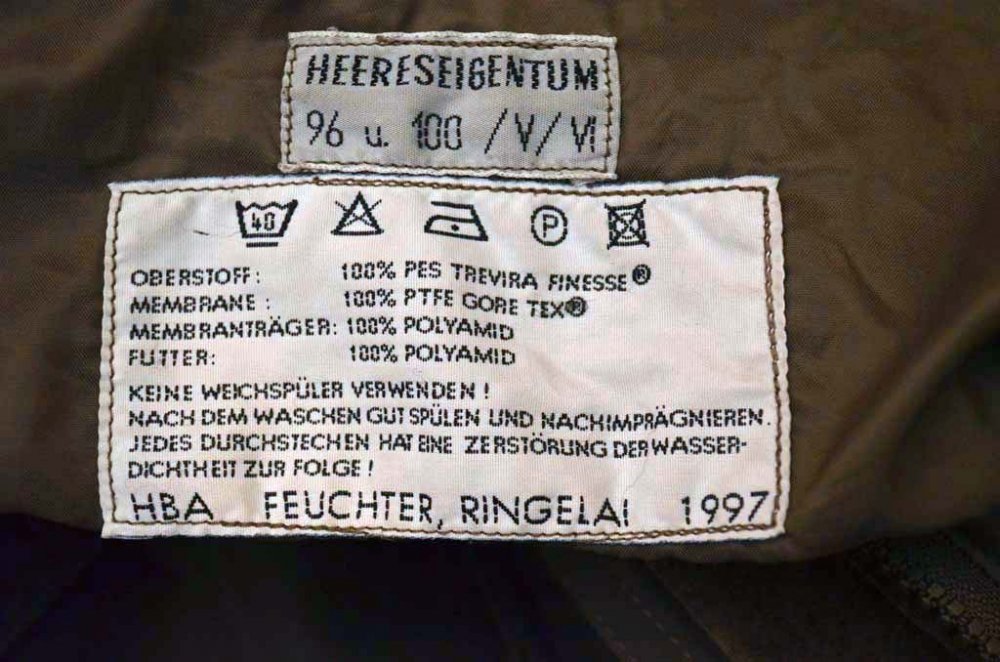 HEERESEIGENTUM
96 u. 100 /V/VI
40 P
OBERSTOFF: 100% PES TREVIRA FINESSE®
MEMBRANE : 100% PTFE GORE TEX®
MEMBRANTRÄGER: 100% POLYAMID
FUTTER: 100% POLYAMID
KEINE WEICHSPÜLER VERWENDEN !
NACH DEM WASCHEN GUT SPÜLEN UND NACHIMPRÄGNIEREN.
JEDES DURCHSTECHEN HAT EINE ZERSTÖRUNG DER WASSER-
DICHTHEIT ZUR FOLGE !
HBA FEUCHTER, RINGELAI 1997